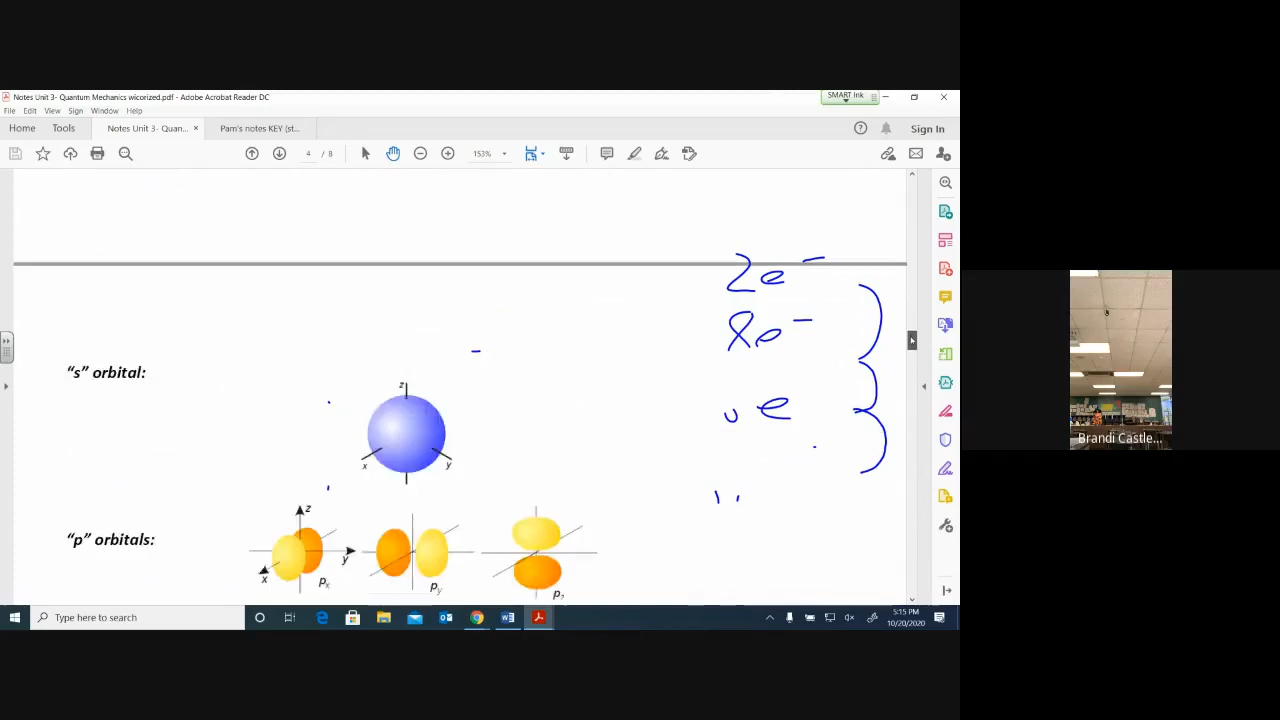 Notes Unit 3- Quantum Mechanics wicorized.pdf - Adobe Acrobat Reader DC
SMART Ink
File Edit View Sign Window Help
Home Tools Notes Unit 3- Quan... × Pam's notes KEY (st...
Sign In
4 / 8
153%
2e⁻
8e⁻
e
"s" orbital:
z
x
y
"p" orbitals:
z
y
x
px
py
pz
Type here to search
5:15 PM
10/20/2020
Brandi Castle...